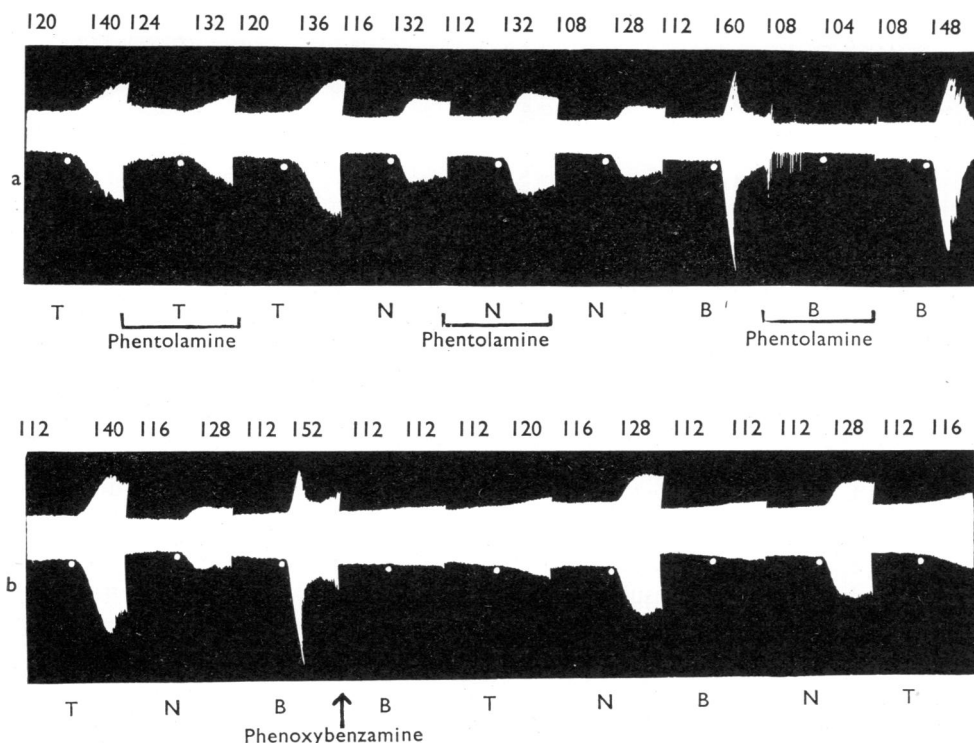 120 140 124 132 120 136 116 132 112 132 108 128 112 160 108 104 108 148
a
T T T N N N B B B
Phentolamine Phentolamine Phentolamine
112 140 116 128 112 152 112 112 112 120 116 128 112 112 112 128 112 116
b
T N B B T N B N T
Phenoxybenzamine